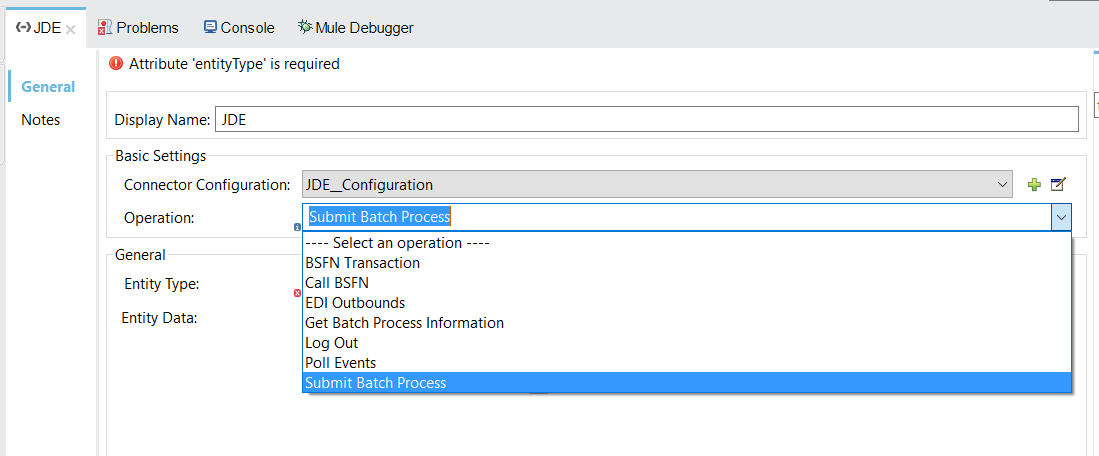 JDE
Problems
Console
Mule Debugger
Attribute 'entityType' is required
General
Notes
Display Name: JDE
Basic Settings
Connector Configuration: JDE__Configuration
Operation: Submit Batch Process
---- Select an operation ----
BSFN Transaction
Call BSFN
EDI Outbounds
Get Batch Process Information
Log Out
Poll Events
Submit Batch Process
General
Entity Type:
Entity Data: